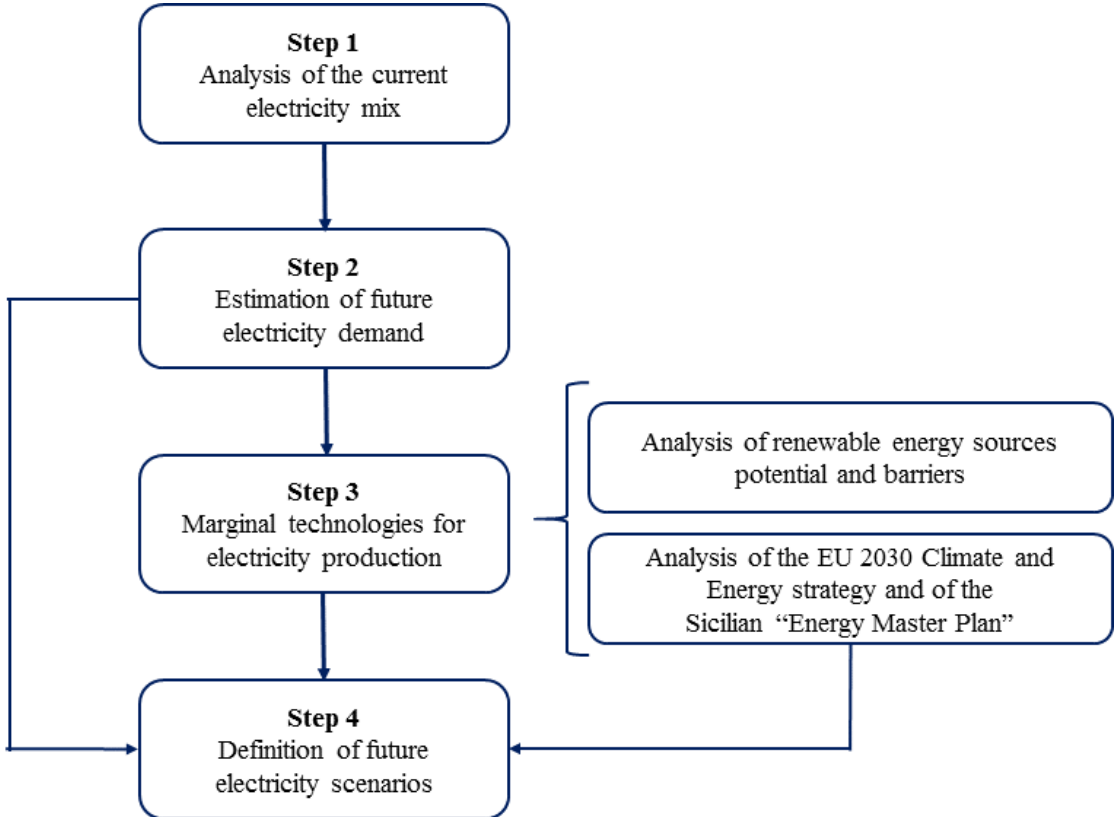 Step 1
Analysis of the current
electricity mix
Step 2
Estimation of future
electricity demand
Step 3
Marginal technologies for
electricity production
Analysis of renewable energy sources
potential and barriers
Analysis of the EU 2030 Climate and
Energy strategy and of the
Sicilian “Energy Master Plan”
Step 4
Definition of future
electricity scenarios